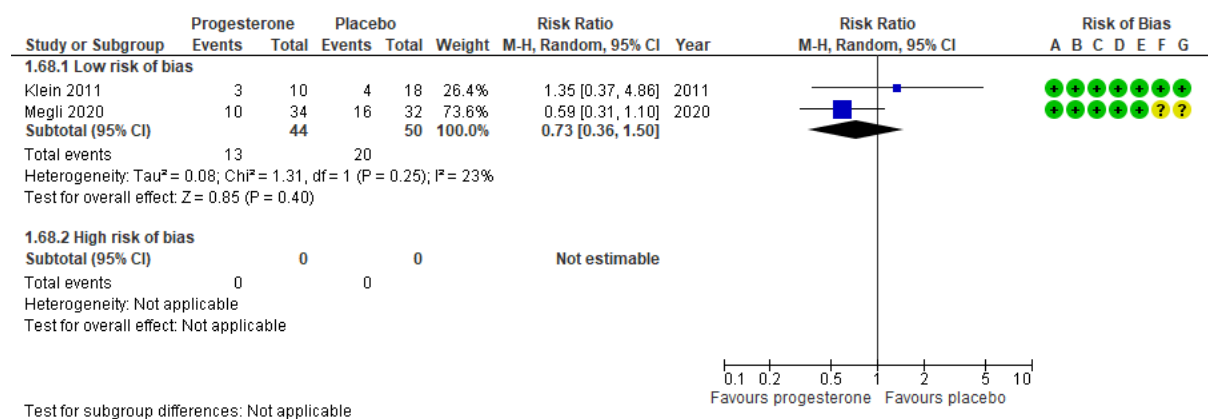 Progesterone Placebo Risk Ratio Risk Ratio Risk of Bias
Study or Subgroup Events Total Events Total Weight M-H, Random, 95% CI Year M-H, Random, 95% CI A B C D E F G
1.68.1 Low risk of bias
Klein 2011 3 10 4 18 26.4% 1.35 [0.37, 4.86] 2011 + + + + + + +
Megli 2020 10 34 16 32 73.6% 0.59 [0.31, 1.10] 2020 + + + + + ? ?
Subtotal (95% CI) 44 50 100.0% 0.73 [0.36, 1.50]
Total events 13 20
Heterogeneity: Tau² = 0.08; Chi² = 1.31, df = 1 (P = 0.25); I² = 23%
Test for overall effect: Z = 0.85 (P = 0.40)
1.68.2 High risk of bias
Subtotal (95% CI) 0 0 Not estimable
Total events 0 0
Heterogeneity: Not applicable
Test for overall effect: Not applicable
0.1 0.2 0.5 1 2 5 10
Favours progesterone Favours placebo
Test for subgroup differences: Not applicable